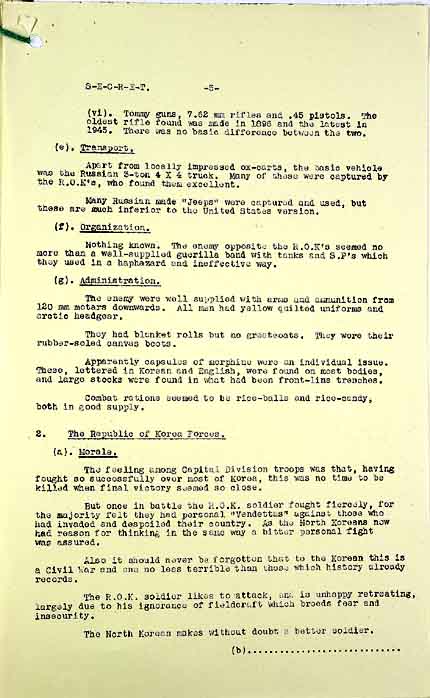 S-E-C-R-E-T. -5-
(vi). Tommy guns, 7.62 mm rifles and .45 pistols. The
oldest rifle found was made in 1896 and the latest in
1945. There was no basic difference between the two.
(e). Transport.
Apart from locally impressed ox-carts, the basic vehicle
was the Russian 3-ton 4 X 4 truck. Many of these were captured by
the R.O.K's, who found them excellent.
Many Russian made "Jeeps" were captured and used, but
these are much inferior to the United States version.
(f). Organization.
Nothing known. The enemy opposite the R.O.K's seemed no
more than a well-supplied guerilla band with tanks and S.P's which
they used in a haphazard and ineffective way.
(g). Administration.
The enemy were well supplied with arms and ammunition from
120 mm motars downwards. All men had yellow quilted uniforms and
arctic headgear.
They had blanket rolls but no greatcoats. They wore their
rubber-soled canvas boots.
Apparently capsules of morphine were an individual issue.
These, lettered in Korean and English, were found on most bodies,
and large stocks were found in what had been front-line trenches.
Combat rations seemed to be rice-balls and rice-candy,
both in good supply.
2. The Republic of Korea Forces.
(a). Morale.
The feeling among Capital Division troops was that, having
fought so successfully over most of Korea, this was no time to be
killed when final victory seemed so close.
But once in battle the R.O.K. soldier fought fiercely, for
the majority felt they had personal "Vendettas" against those who
had invaded and despoiled their country. As the North Koreans now
had reason for thinking in the same way a bitter personal fight
was assured.
Also it should never be forgotten that to the Korean this is
a Civil War and one no less terrible than those which history already
records.
The R.O.K. soldier likes to attack, and is unhappy retreating,
largely due to his ignorance of fieldcraft which breeds fear and
insecurity.
The North Korean makes without doubt a better soldier.
(b).............................